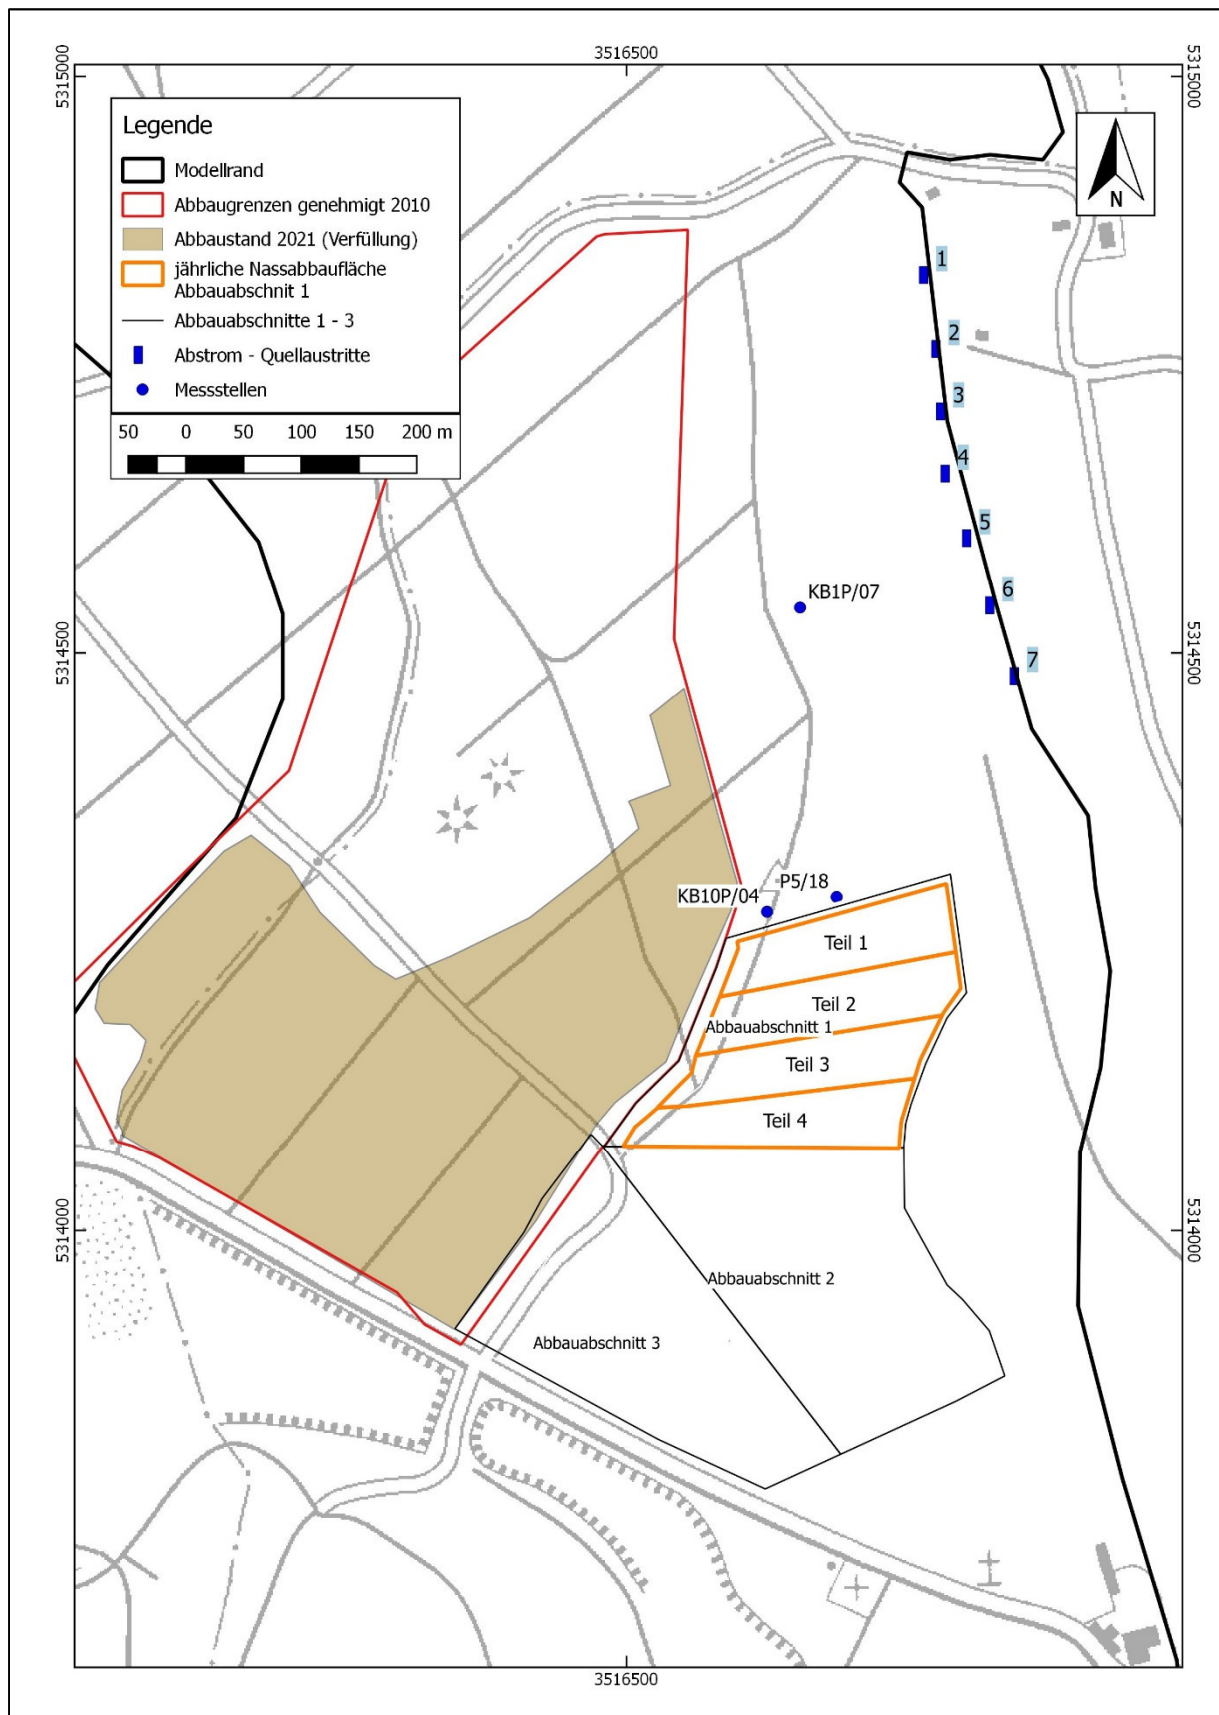 3516500
5315000
5315000
Legende
Modellrand
Abbaugrenzen genehmigt 2010
Abbaustand 2021 (Verfüllung)
jährliche Nassabbaufläche
Abbauabschnit 1
Abbauabschnitte 1 - 3
Abstrom - Quellaustritte
Messstellen
50 0 50 100 150 200 m
N
1
2
3
4
5
6
7
KB1P/07
5314500
5314500
KB10P/04
P5/18
Teil 1
Teil 2
Abbauabschnitt 1
Teil 3
Teil 4
5314000
5314000
Abbauabschnitt 2
Abbauabschnitt 3
3516500